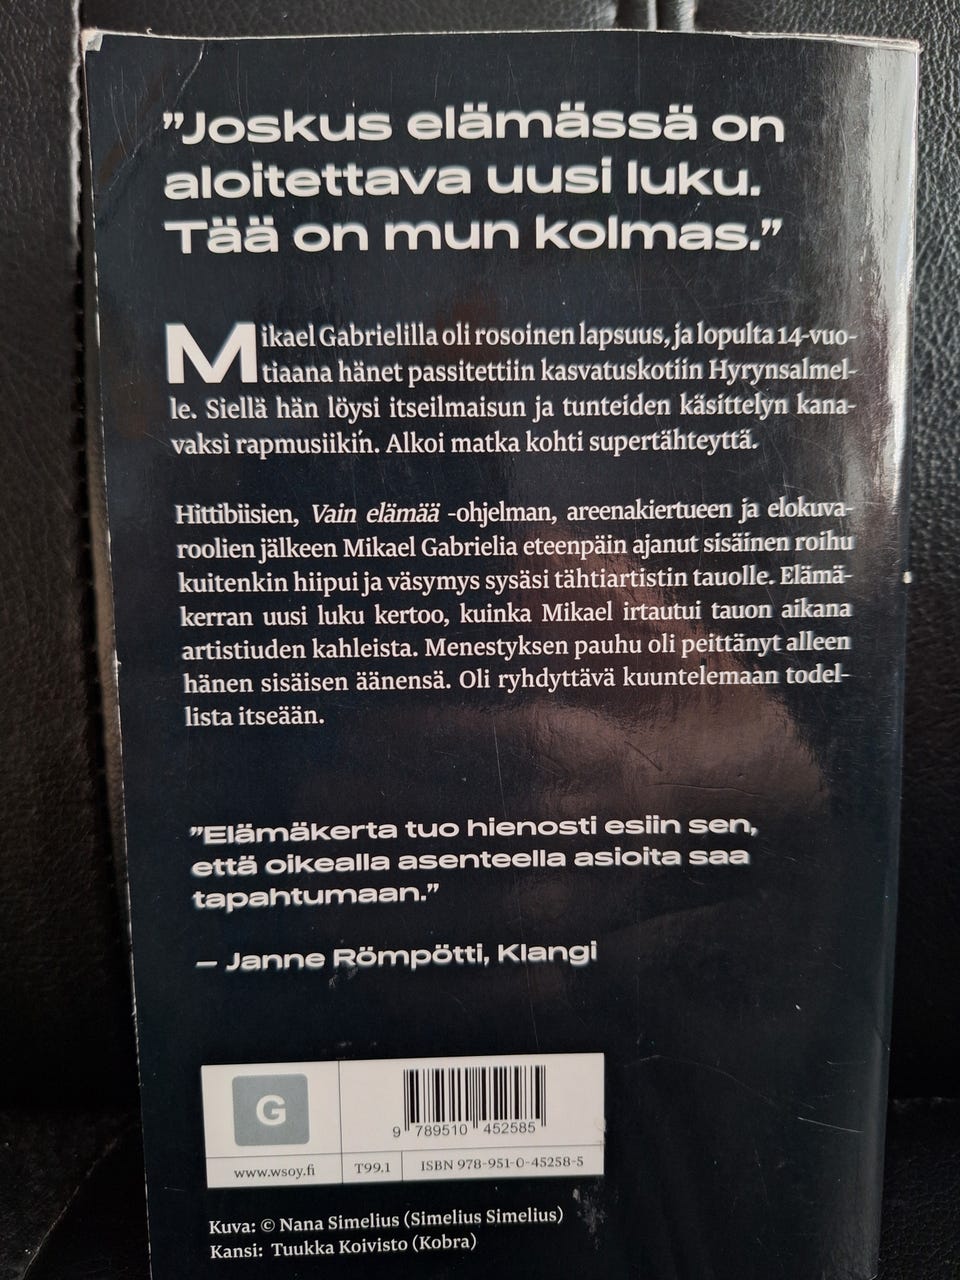 ”Joskus elämässä on
aloitettava uusi luku.
Tää on mun kolmas.”
Mikael Gabrielilla oli rosoinen lapsuus, ja lopulta 14-vuo-
tiaana hänet passitettiin kasvatuskotiin Hyrynsalmel-
le. Siellä hän löysi itseilmaisun ja tunteiden käsittelyn kana-
vaksi rapmusiikin. Alkoi matka kohti supertähteyttä.
Hittibiisien, Vain elämää -ohjelman, areenakiertueen ja elokuva-
roolien jälkeen Mikael Gabrielia eteenpäin ajanut sisäinen roihu
kuitenkin hiipui ja väsymys sysäsi tähtiartistin tauolle. Elämä-
kerran uusi luku kertoo, kuinka Mikael irtautui tauon aikana
artistiuden kahleista. Menestyksen pauhu oli peittänyt alleen
hänen sisäisen äänensä. Oli ryhdyttävä kuuntelemaan todel-
lista itseään.
”Elämäkerta tuo hienosti esiin sen,
että oikealla asenteella asioita saa
tapahtumaan.”
– Janne Römpötti, Klangi
G
9 789510 452585
www.wsoy.fi
T99.1
ISBN 978-951-0-45258-5
Kuva: © Nana Simelius (Simelius Simelius)
Kansi: Tuukka Koivisto (Kobra)